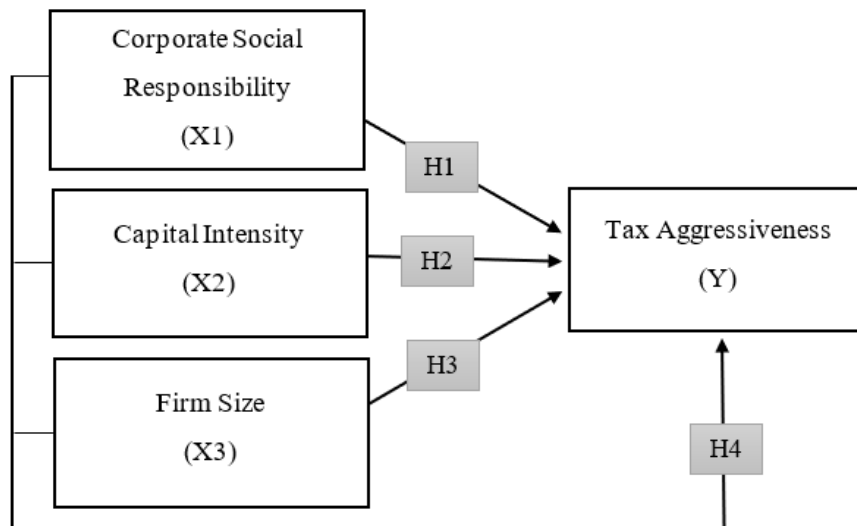 Corporate Social
Responsibility
(X1)
H1
Capital Intensity
(X2)
H2
Tax Aggressiveness
(Y)
Firm Size
(X3)
H3
H4